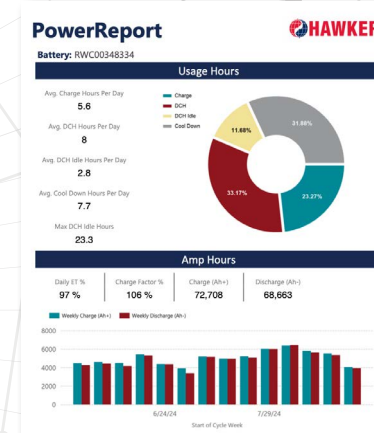 PowerReport
HAWKER
Battery: RWC00348334
Usage Hours
Avg. Charge Hours Per Day
5.6
Avg. DCH Hours Per Day
8
Avg. DCH Idle Hours Per Day
2.8
Avg. Cool Down Hours Per Day
7.7
Max DCH Idle Hours
23.3
Charge
DCH
DCH Idle
Cool Down
11.68%
31.88%
33.17%
23.27%
Amp Hours
Daily ET %
97 %
Charge Factor %
106 %
Charge (Ah+)
72,708
Discharge (Ah-)
68,663
Weekly Charge (Ah+)
Weekly Discharge (Ah-)
8000
6000
4000
2000
0
6/24/24
7/29/24
Start of Cycle Week